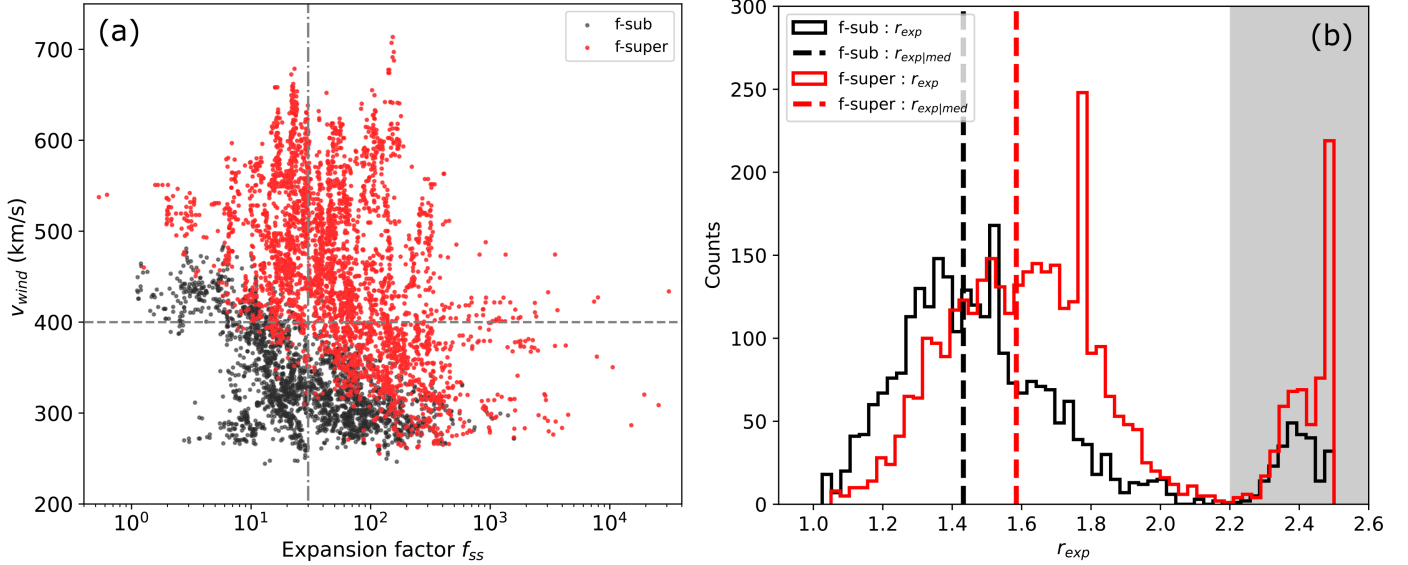 (a)
f-sub
f-super
700
600
500
400
300
200
v_wind (km/s)
10^0
10^1
10^2
10^3
10^4
Expansion factor f_ss
(b)
f-sub : r_exp
f-sub : r_exp|med
f-super : r_exp
f-super : r_exp|med
300
250
200
150
100
50
0
Counts
1.0
1.2
1.4
1.6
1.8
2.0
2.2
2.4
2.6
r_exp